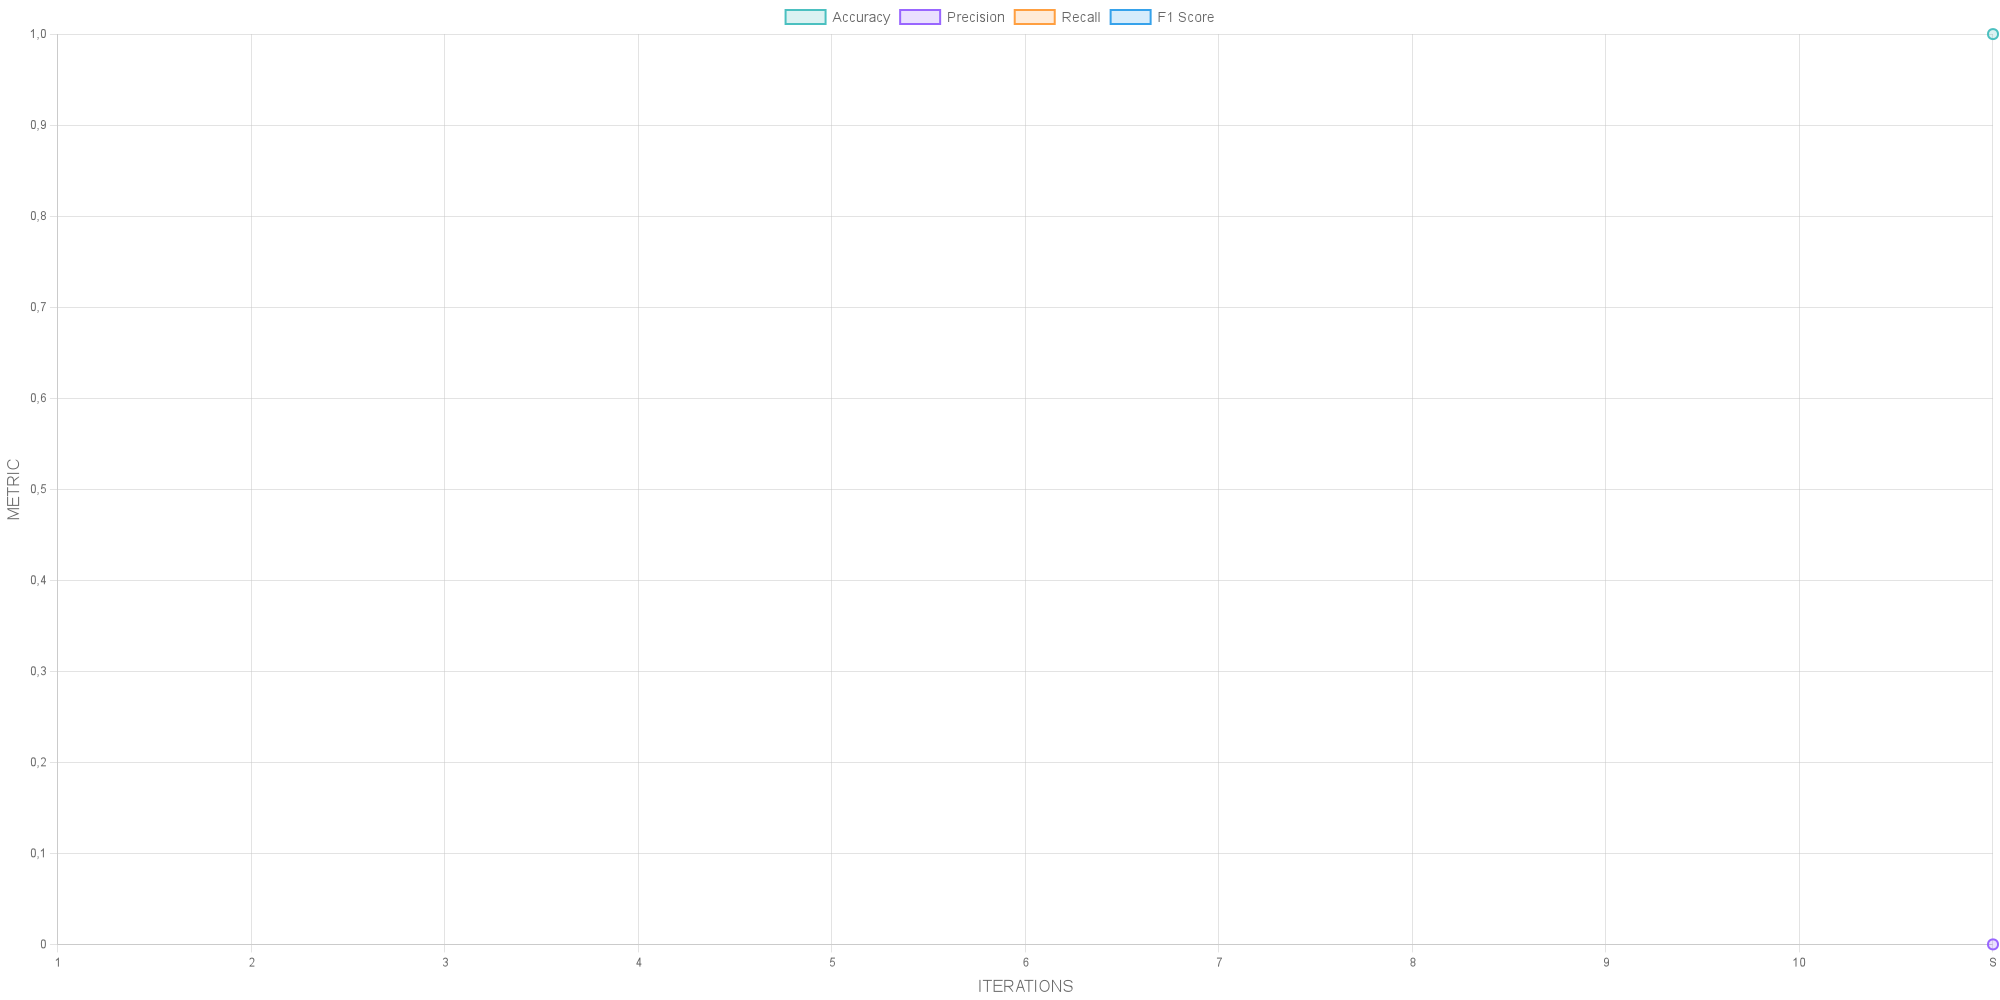 Accuracy Precision Recall F1 Score
1,0
0,9
0,8
0,7
0,6
0,5
0,4
0,3
0,2
0,1
0
METRIC
1 2 3 4 5 6 7 8 9 10 S
ITERATIONS